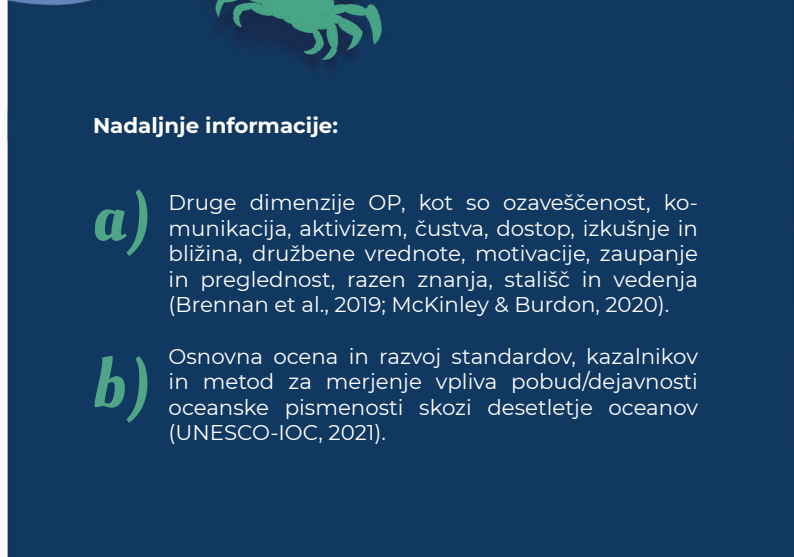 Nadaljnje informacije:
a)
Druge dimenzije OP, kot so ozaveščenost, ko-
munikacija, aktivizem, čustva, dostop, izkušnje in
bližina, družbene vrednote, motivacije, zaupanje
in preglednost, razen znanja, stališč in vedenja
(Brennan et al., 2019; McKinley & Burdon, 2020).
b)
Osnovna ocena in razvoj standardov, kazalnikov
in metod za merjenje vpliva pobud/dejavnosti
oceanske pismenosti skozi desetletje oceanov
(UNESCO-IOC, 2021).